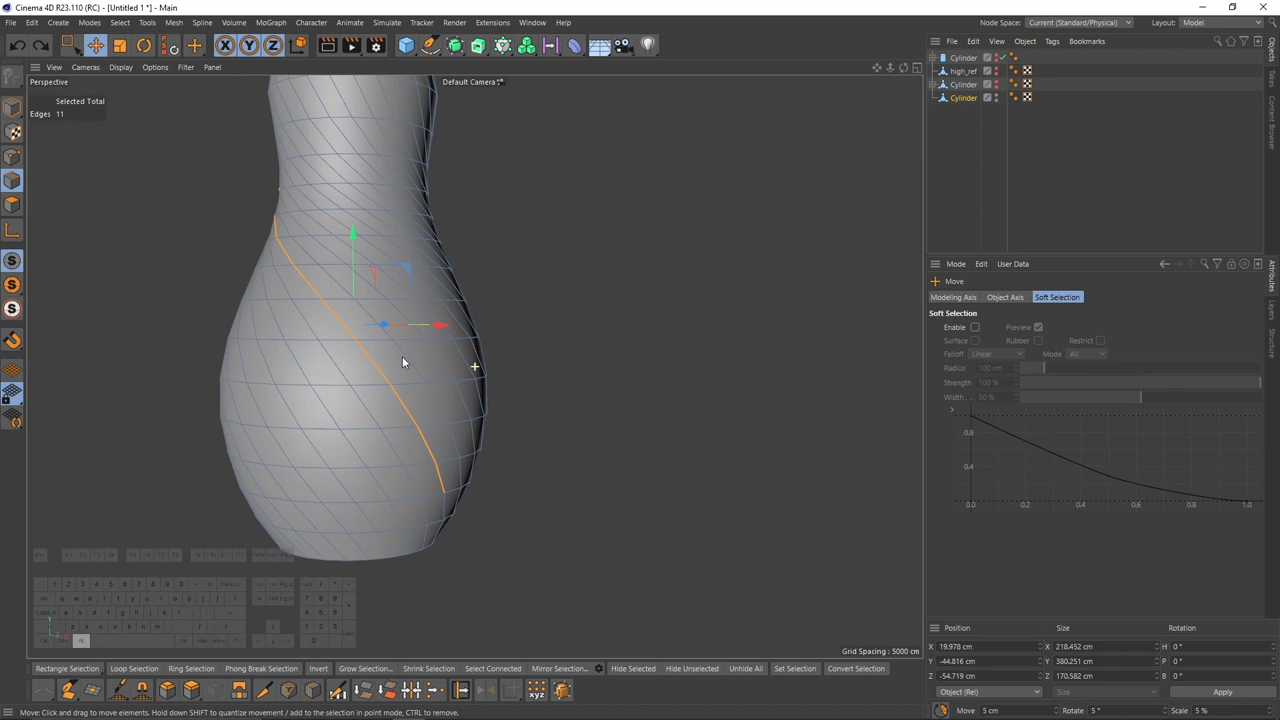 Cinema 4D R23.110 (RC) - [Untitled 1 *] - Main
File Edit Create Modes Select Tools Mesh Spline Volume MoGraph Character Animate Simulate Tracker Render Extensions Window Help Node Space: Current (Standard/Physical) Layout: Model
X Y Z
File Edit View Object Tags Bookmarks
View Cameras Display Options Filter Panel
Perspective Default Camera
Selected Total
Edges 11
Cylinder
high_ref
Cylinder
Cylinder
Objects
Takes
Content Browser
Mode Edit User Data
Move
Modeling Axis Object Axis Soft Selection
Soft Selection
Enable Preview
Surface Rubber Restrict
Falloff Linear Mode All
Radius 100 cm
Strength 100 %
Width . . 50 %
0.8
0.4
0.0 0.2 0.4 0.6 0.8 1.0
Attributes
Layers
Structure
Grid Spacing : 5000 cm
Position Size Rotation
X 19.978 cm X 218.452 cm H 0 °
Y -44.816 cm Y 380.251 cm P 0 °
Z -54.719 cm Z 170.582 cm B 0 °
Object (Rel) Size Apply
Rectangle Selection Loop Selection Ring Selection Phong Break Selection Invert Grow Selection... Shrink Selection Select Connected Mirror Selection... Hide Selected Hide Unselected Unhide All Set Selection Convert Selection
Move 5 cm Rotate 5 ° Scale 5 %
Move: Click and drag to move elements. Hold down SHIFT to quantize movement / add to the selection in point mode, CTRL to remove.